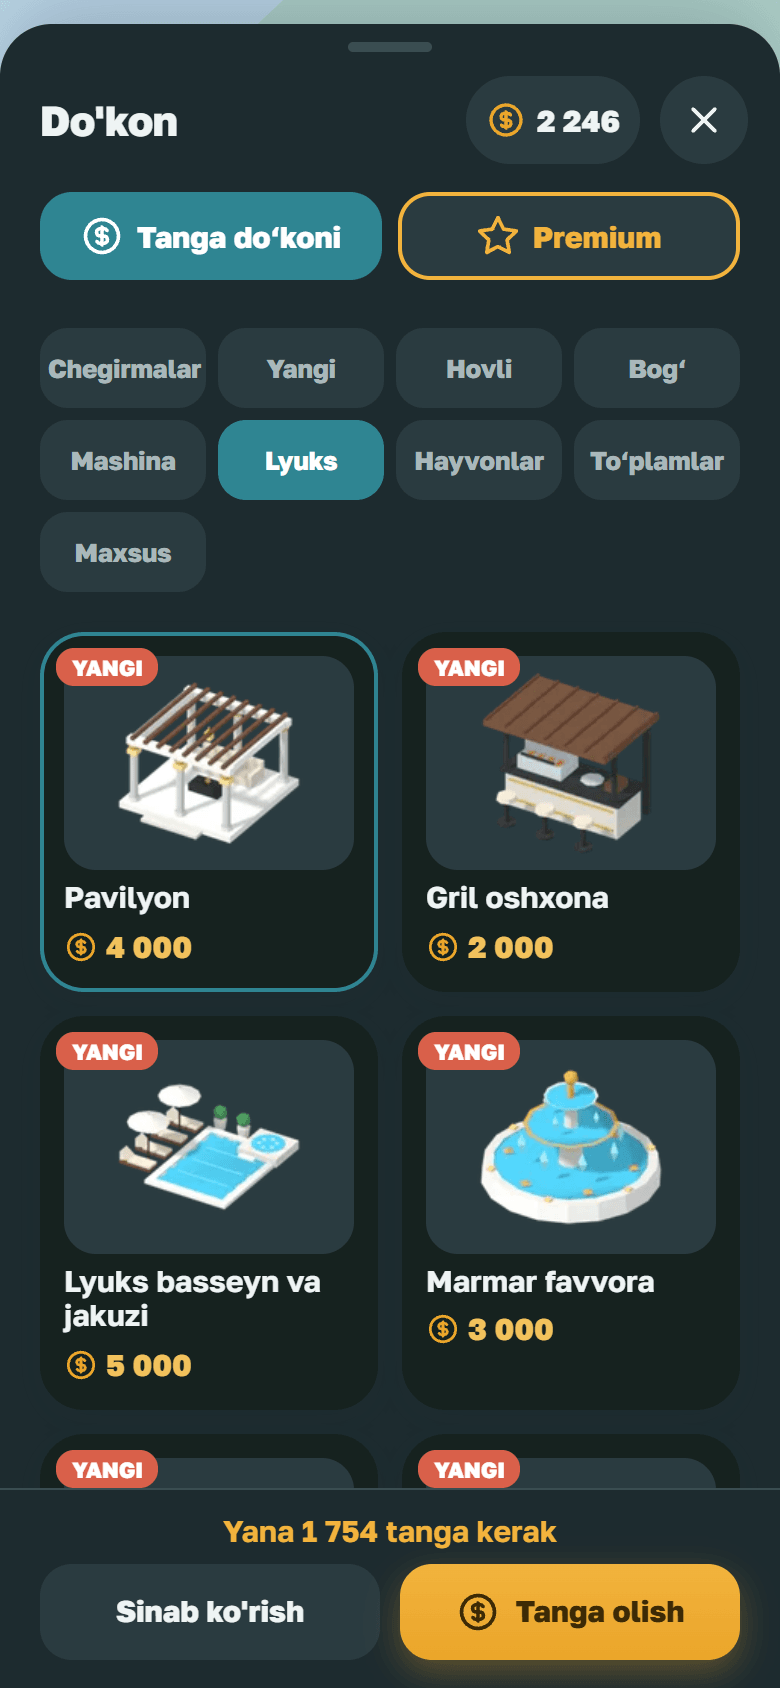 Do'kon
2 246
Tanga do‘koni
Premium
Chegirmalar
Yangi
Hovli
Bog‘
Mashina
Lyuks
Hayvonlar
To‘plamlar
Maxsus
YANGI
Pavilyon
4 000
YANGI
Gril oshxona
2 000
YANGI
Lyuks basseyn va
jakuzi
5 000
YANGI
Marmar favvora
3 000
YANGI
YANGI
Yana 1 754 tanga kerak
Sinab ko'rish
Tanga olish